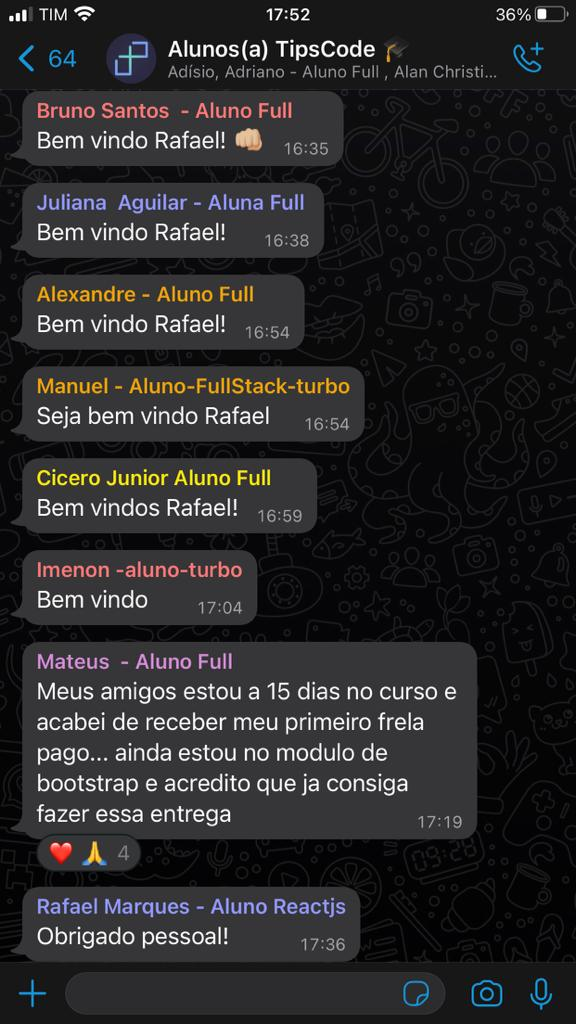 TIM 17:52 36%
64 Alunos(a) TipsCode 🎓
Adísio, Adriano - Aluno Full , Alan Christi...
Bruno Santos - Aluno Full
Bem vindo Rafael! 👊🏼 16:35
Juliana Aguilar - Aluna Full
Bem vindo Rafael! 16:38
Alexandre - Aluno Full
Bem vindo Rafael! 16:54
Manuel - Aluno-FullStack-turbo
Seja bem vindo Rafael 16:54
Cicero Junior Aluno Full
Bem vindos Rafael! 16:59
Imenon -aluno-turbo
Bem vindo 17:04
Mateus - Aluno Full
Meus amigos estou a 15 dias no curso e
acabei de receber meu primeiro frela
pago... ainda estou no modulo de
bootstrap e acredito que ja consiga
fazer essa entrega 17:19
❤️ 🙏 4
Rafael Marques - Aluno Reactjs
Obrigado pessoal! 17:36